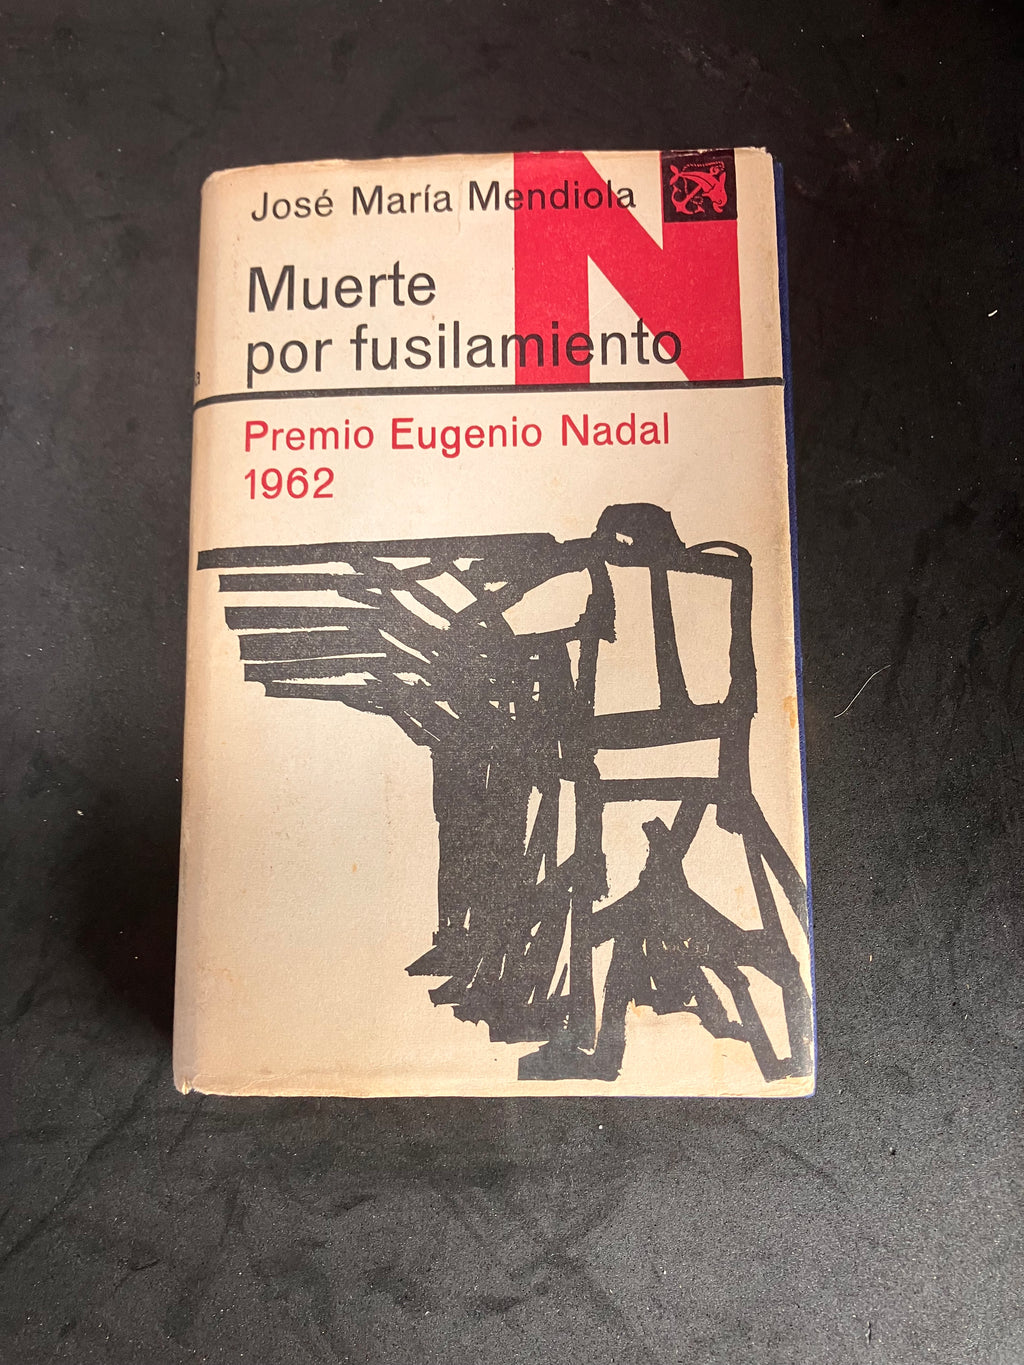 José María Mendiola
N
Muerte
por fusilamiento
Premio Eugenio Nadal
1962